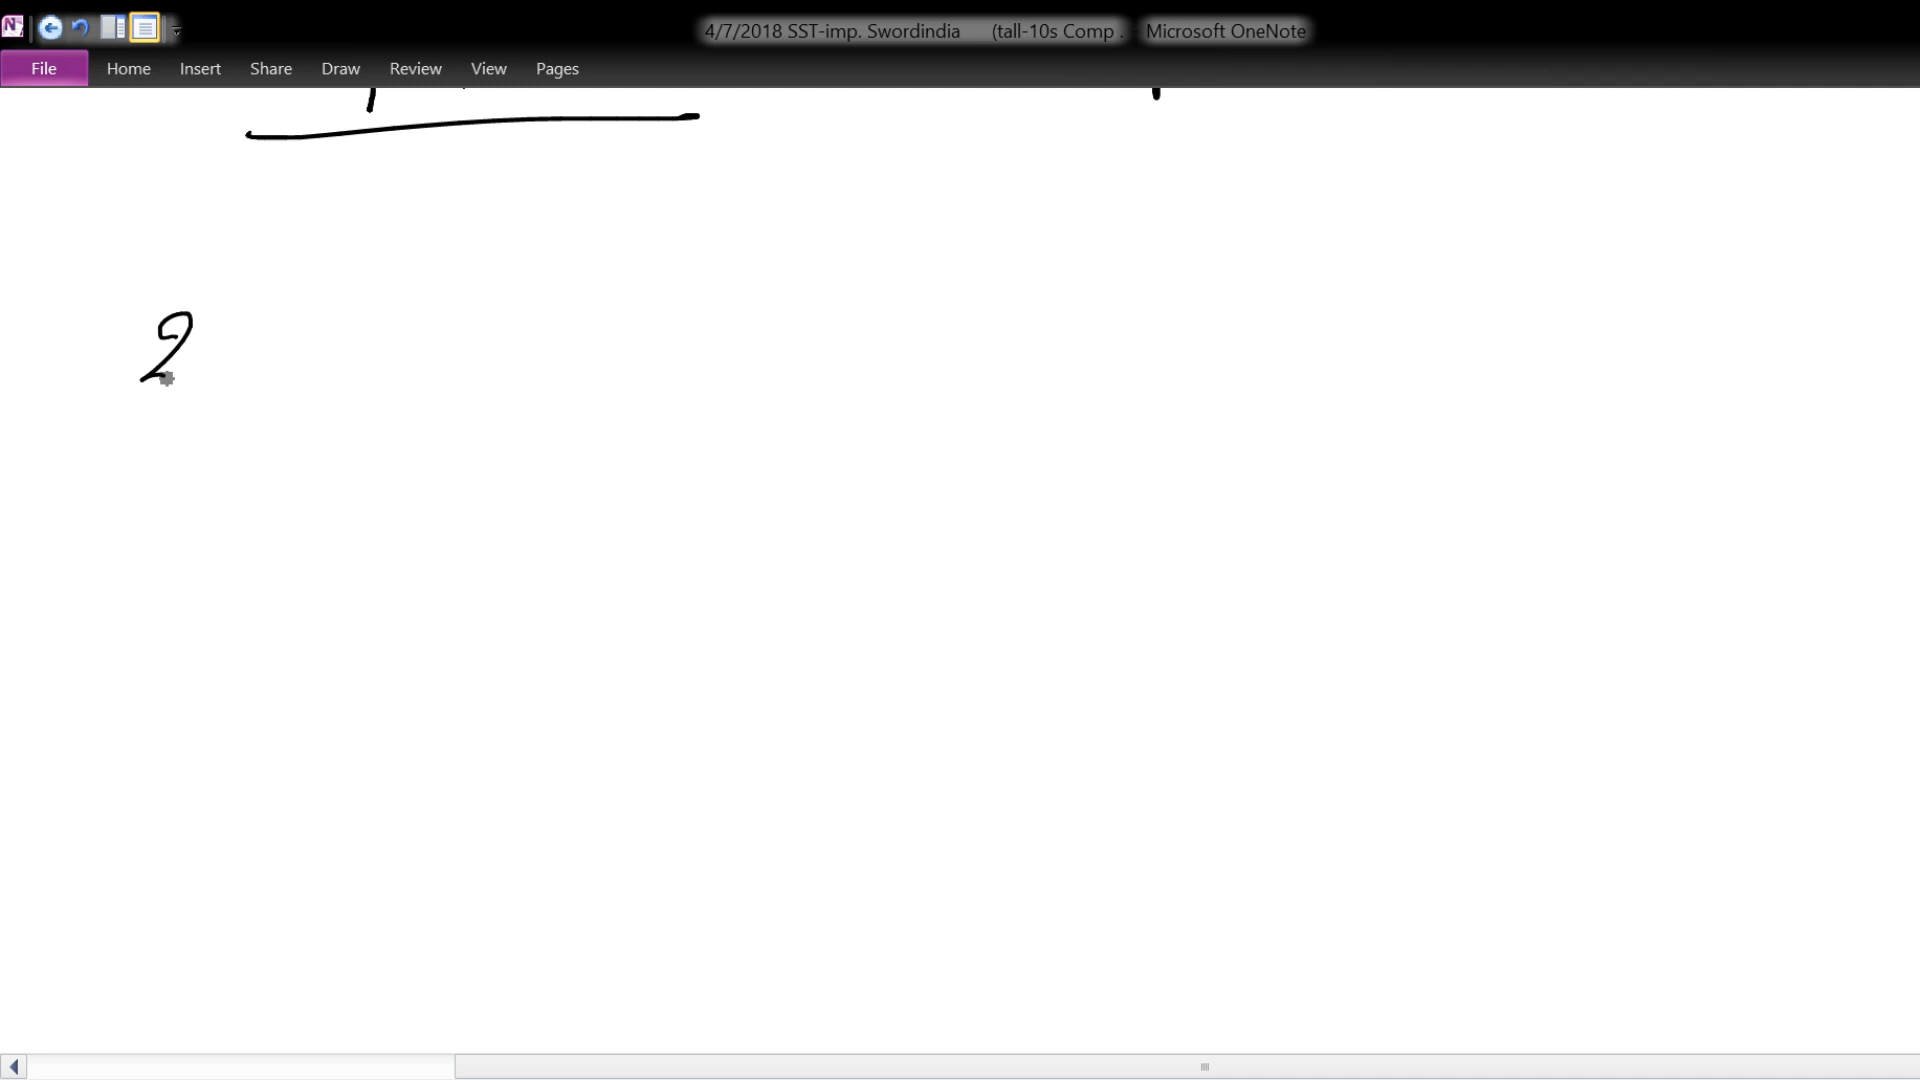 4/7/2018 SST-imp. Swordindia (tall-10s Comp . - Microsoft OneNote
File Home Insert Share Draw Review View Pages
2